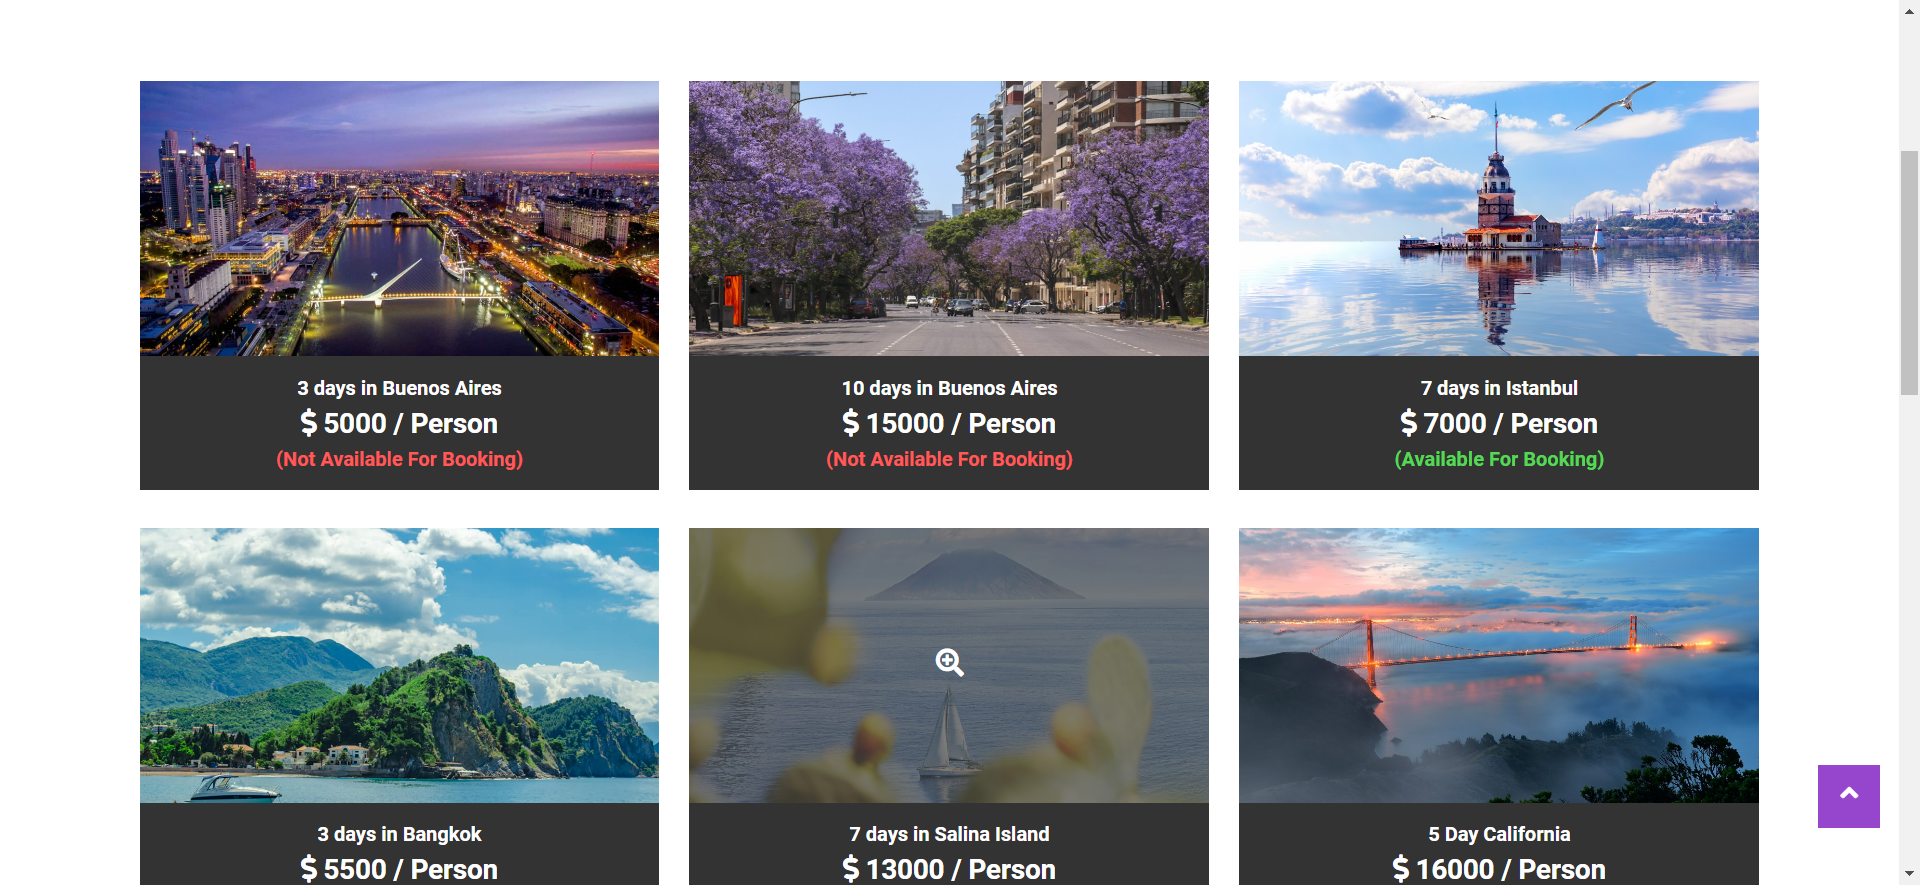 3 days in Buenos Aires
$ 5000 / Person
(Not Available For Booking)
10 days in Buenos Aires
$ 15000 / Person
(Not Available For Booking)
7 days in Istanbul
$ 7000 / Person
(Available For Booking)
3 days in Bangkok
$ 5500 / Person
7 days in Salina Island
$ 13000 / Person
5 Day California
$ 16000 / Person